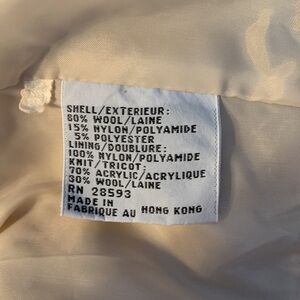 SHELL/EXTERIEUR:
80% WOOL/LAINE
15% NYLON/POLYAMIDE
5% POLYESTER
LINING/DOUBLURE:
100% NYLON/POLYAMIDE
KNIT/TRICOT:
70% ACRYLIC/ACRYLIQUE
30% WOOL/LAINE
RN 28593
MADE IN
FABRIQUE AU HONG KONG